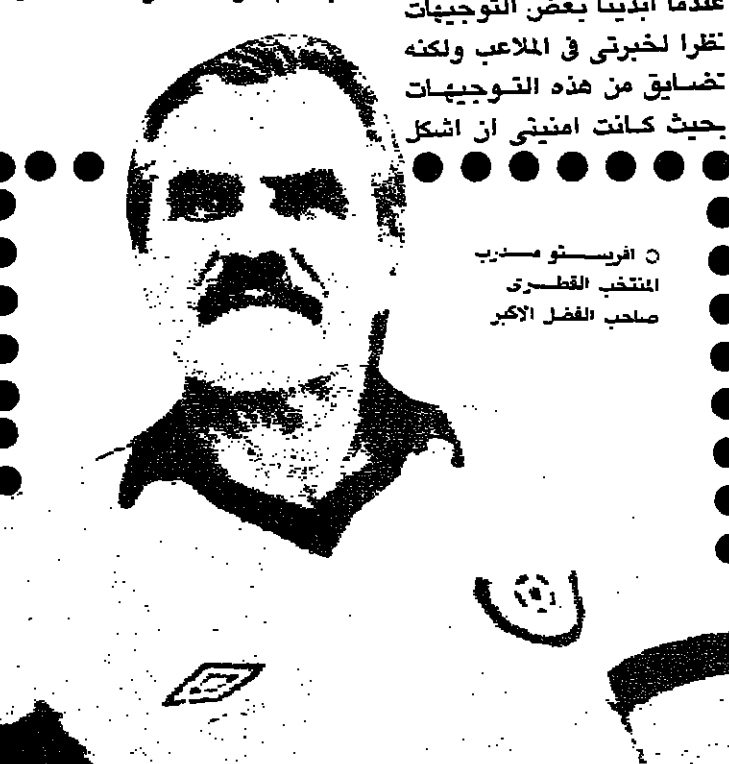 عندما ابدينا بعض التوجيهات
نظرا لخبرتى فى الملاعب ولكنه
تضايق من هذه التوجيهات
بحيث كانت امنيتى ان اشكل
افريستو مدرب
المنتخب القطرى
صاحب الفضل الاكبر